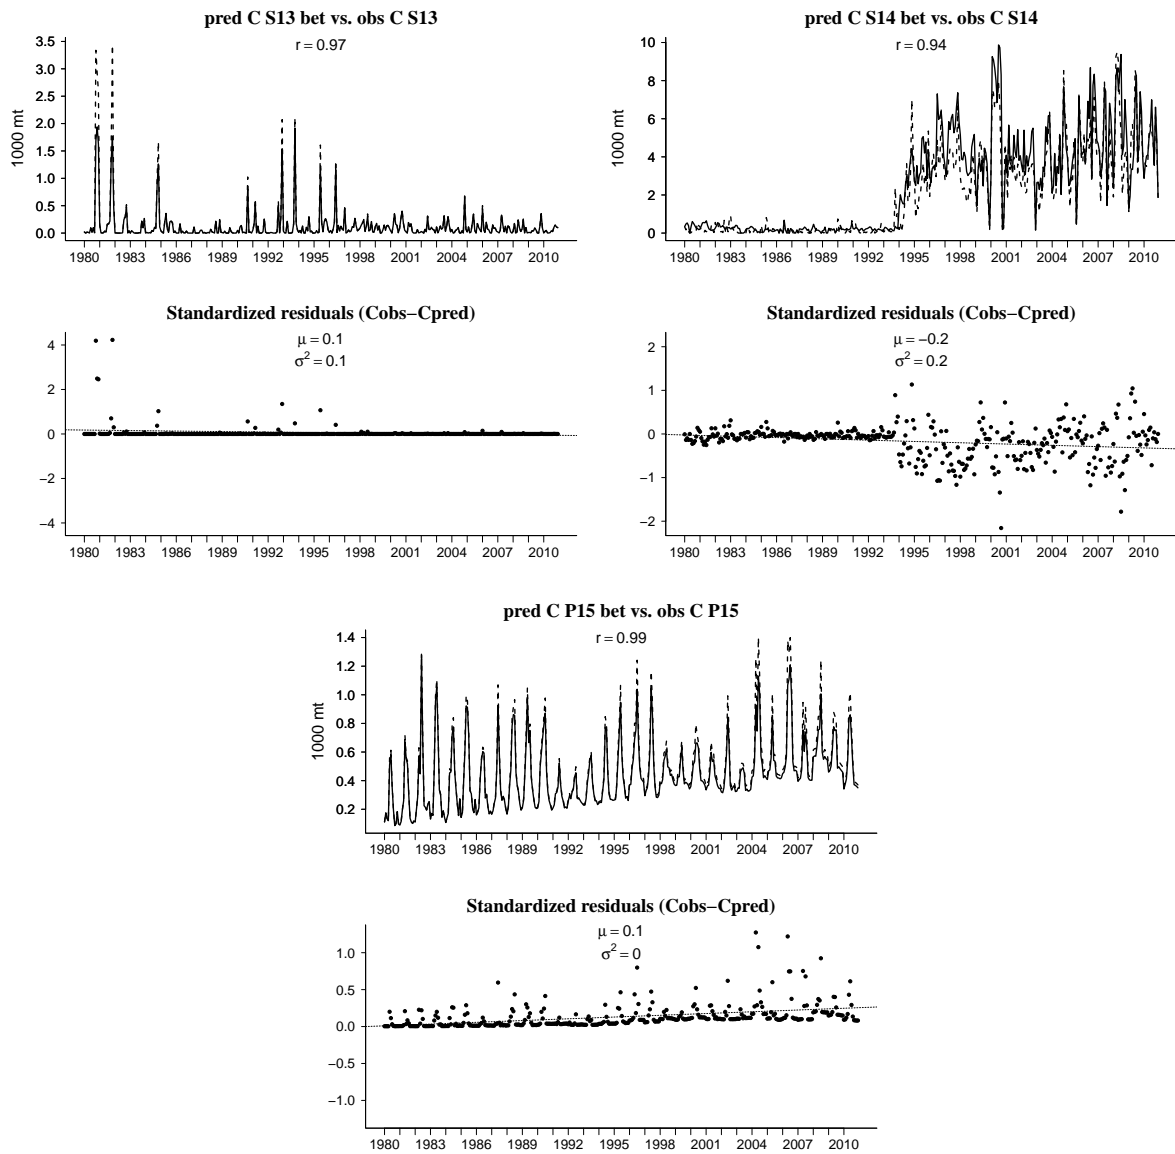 pred C S13 bet vs. obs C S13
r = 0.97
3.5
3.0
2.5
2.0
1.5
1.0
0.5
0.0
1000 mt
1980 1983 1986 1989 1992 1995 1998 2001 2004 2007 2010
pred C S14 bet vs. obs C S14
r = 0.94
10
8
6
4
2
0
1000 mt
1980 1983 1986 1989 1992 1995 1998 2001 2004 2007 2010
Standardized residuals (Cobs−Cpred)
μ = 0.1
σ² = 0.1
4
2
0
−2
−4
1980 1983 1986 1989 1992 1995 1998 2001 2004 2007 2010
Standardized residuals (Cobs−Cpred)
μ = −0.2
σ² = 0.2
2
1
0
−1
−2
1980 1983 1986 1989 1992 1995 1998 2001 2004 2007 2010
pred C P15 bet vs. obs C P15
r = 0.99
1.4
1.2
1.0
0.8
0.6
0.4
0.2
1000 mt
1980 1983 1986 1989 1992 1995 1998 2001 2004 2007 2010
Standardized residuals (Cobs−Cpred)
μ = 0.1
σ² = 0
1.0
0.5
0.0
−0.5
−1.0
1980 1983 1986 1989 1992 1995 1998 2001 2004 2007 2010